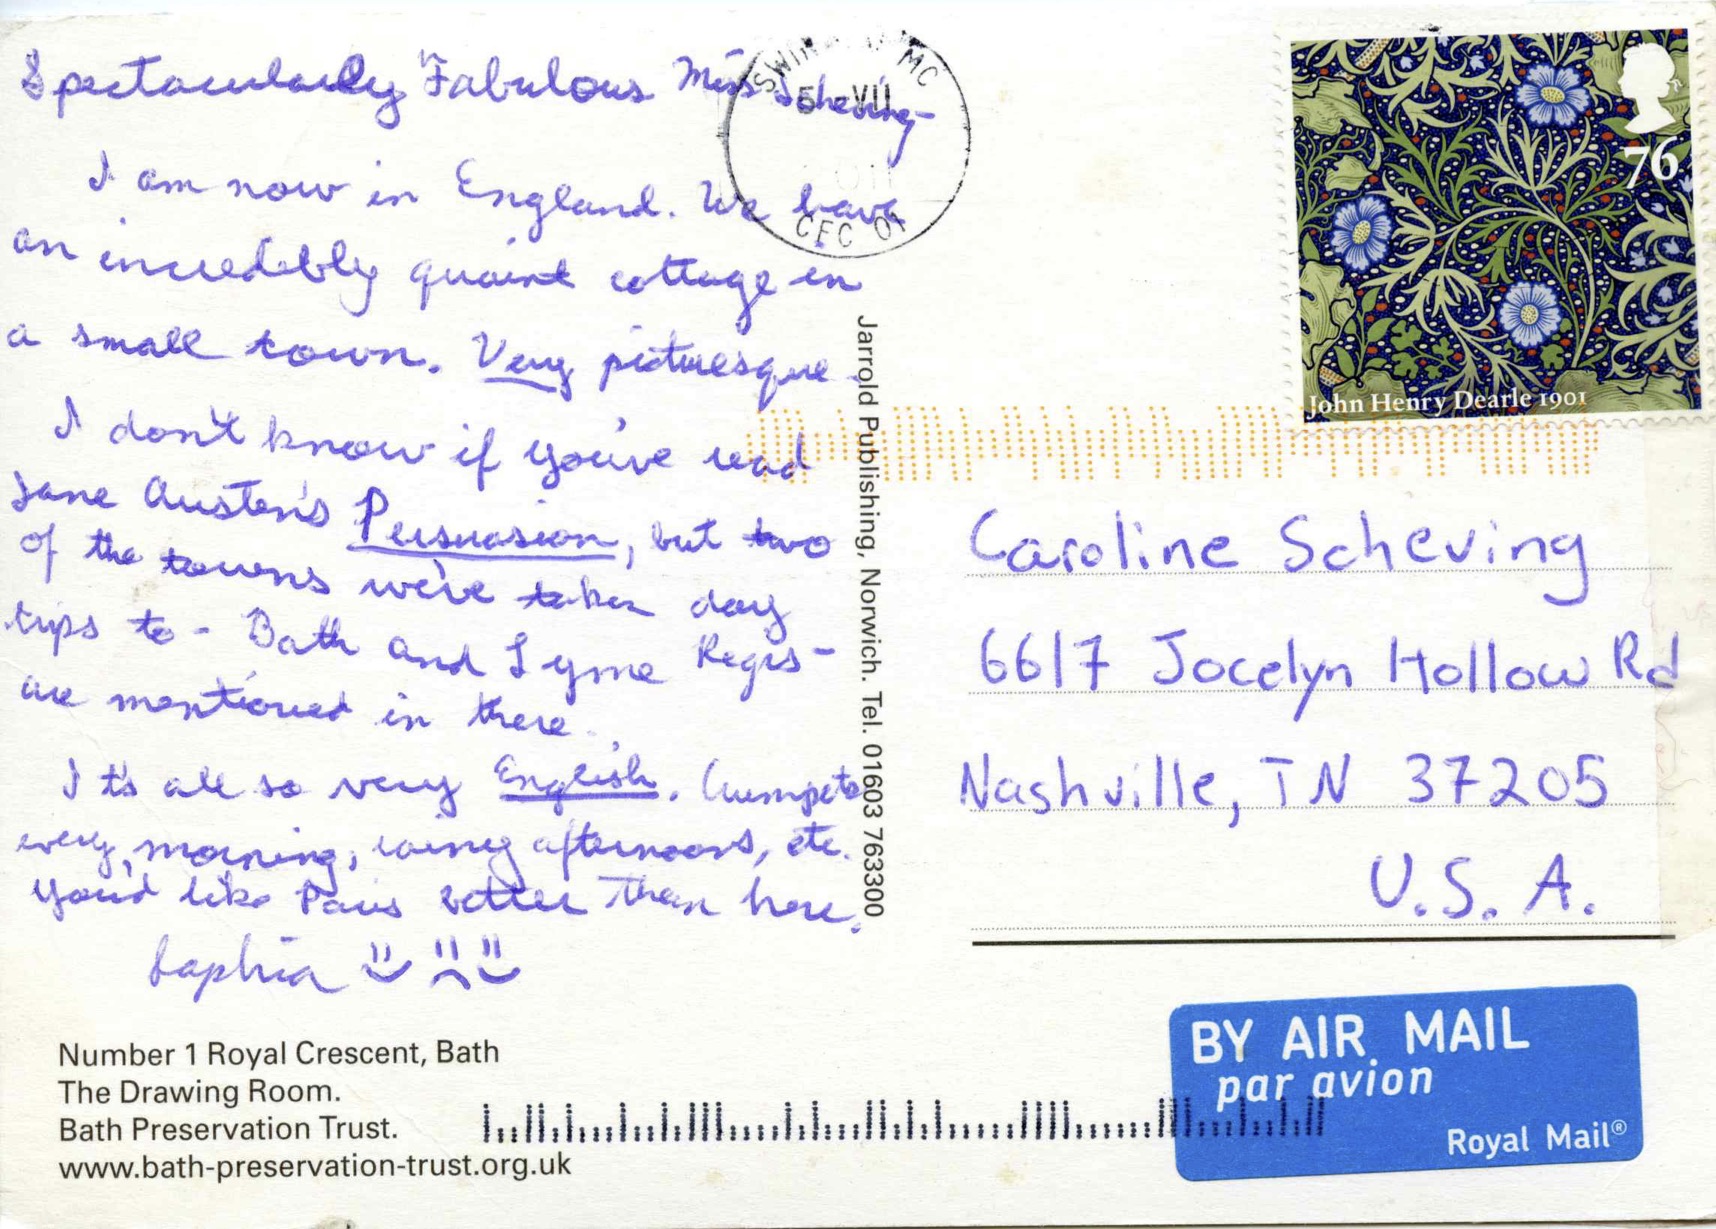 Spectacularly Fabulous Miss Scheving-
I am now in England. We have
an incredibly quaint cottage in
a small town. Very picturesque.
I don't know if you've read
Jane Austen's Persuasion, but two
of the towns we've taken day
trips to - Bath and Lyme Regis -
are mentioned in there.
It's all so very English. Crumpets
every morning, rainy afternoons, etc.
You'd like Paris better than here.
Sophia
Number 1 Royal Crescent, Bath
The Drawing Room.
Bath Preservation Trust.
www.bath-preservation-trust.org.uk
MC
5 VII
CFC 01
Jarrold Publishing, Norwich. Tel. 01603 763300
76
John Henry Dearle 1901
Caroline Scheving
6617 Jocelyn Hollow Rd
Nashville, TN 37205
U.S.A.
BY AIR MAIL
par avion
Royal Mail®